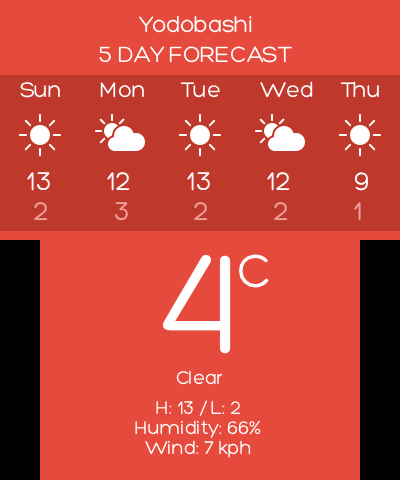 Yodobashi
5 DAY FORECAST
Sun Mon Tue Wed Thu
13 12 13 12 9
2 3 2 2 1
4C
Clear
H: 13 / L: 2
Humidity: 66%
Wind: 7 kph